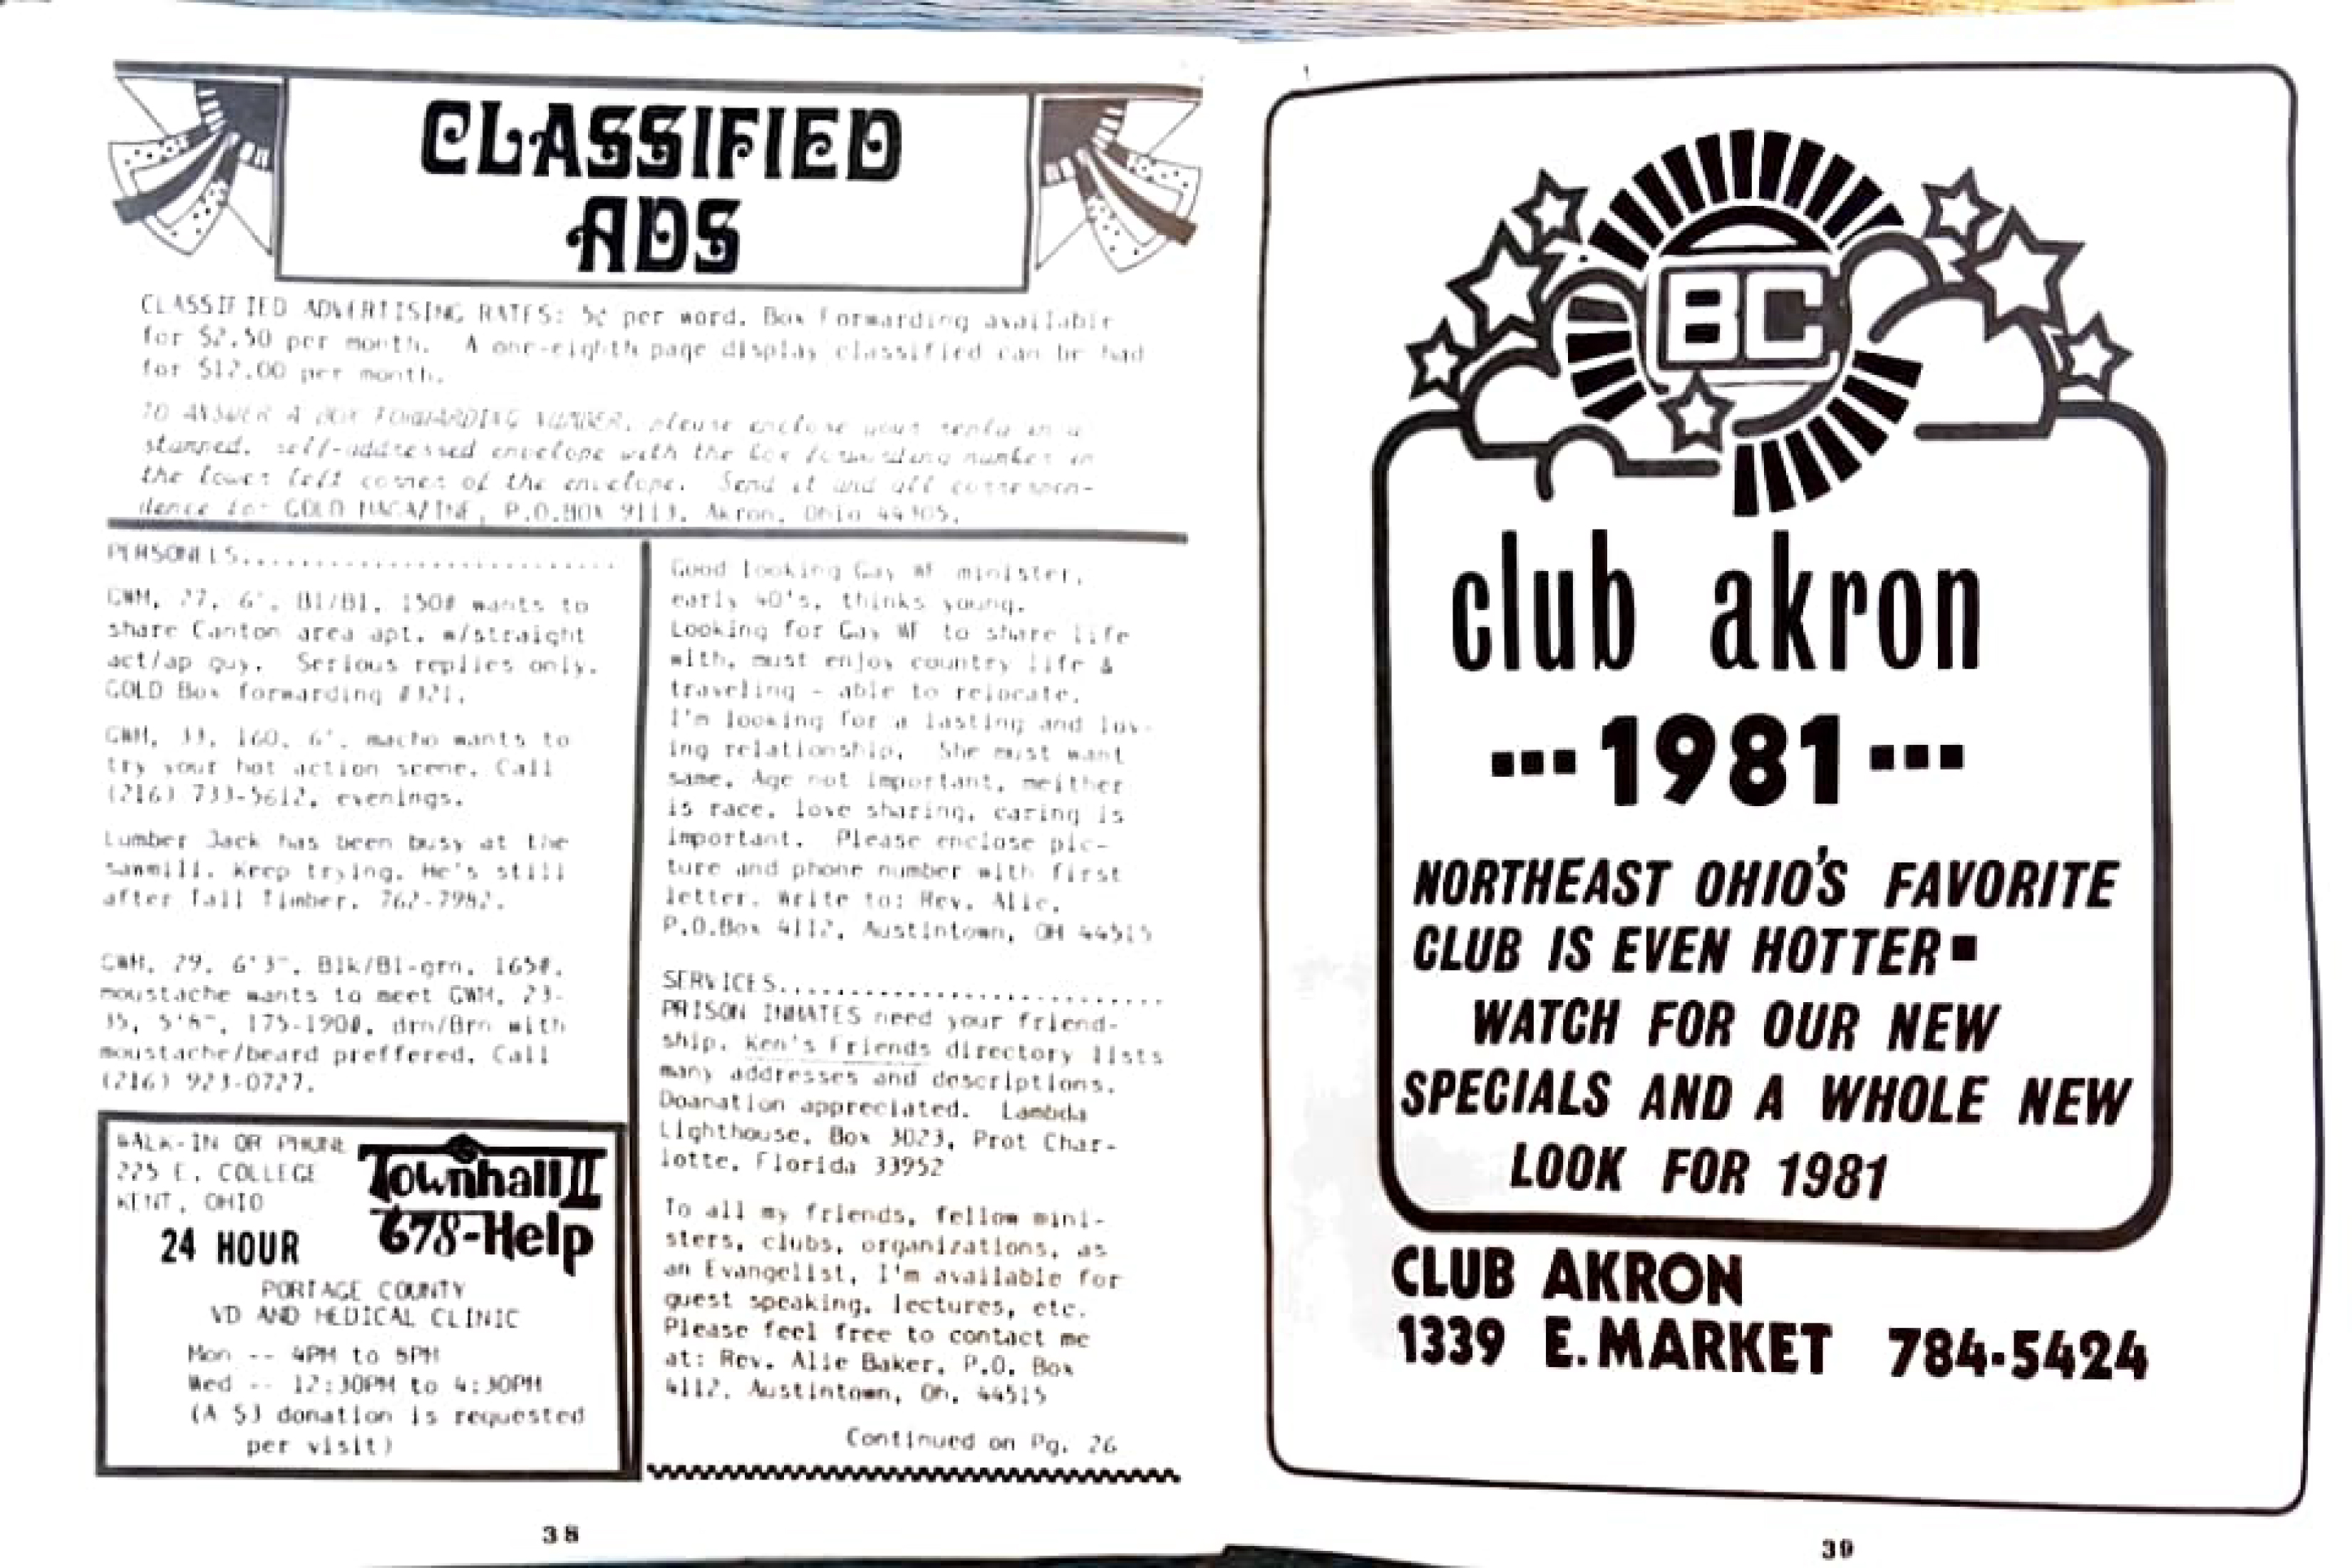 CLASSIFIED
ADS
CLASSIFIED ADVERTISING RATES: 5¢ per word. Box Forwarding available
for $2.50 per month. A one-eighth page display classified can be had
for $12.00 per month.
TO ANSWER A BOX FORWARDING NUMBER, please enclose your reply in a
stamped, self-addressed envelope with the box forwarding number in
the lower left corner of the envelope. Send it and all correspon-
dence to- GOLD MAGAZINE, P.O.BOX 9113, Akron, Ohio 44305.
PERSONELS..........................
GWM, 27, 6', Bl/Bl, 150# wants to
share Canton area apt. w/straight
act/ap guy. Serious replies only.
GOLD Box forwarding #321.
GWM, 33, 160, 6', macho wants to
try your hot action scene. Call
(216) 733-5612, evenings.
Lumber Jack has been busy at the
sawmill. Keep trying. He's still
after Tall Timber. 762-7982.
GWM, 29, 6'3", Blk/Bl-grn, 165#,
moustache wants to meet GWM, 23-
35, 175-190#, with
moustache/beard preffered. Call
(216) 923-0727.
WALK-IN OR PHONE
225 E. COLLEGE
KENT, OHIO
24 HOUR
Townhall II
678-Help
PORTAGE COUNTY
VD AND MEDICAL CLINIC
Mon -- 4PM to 8PM
Wed -- 12:30PM to 4:30PM
(A $3 donation is requested
per visit)
Good looking Gay WF minister,
early 40's, thinks young.
Looking for Gay WF to share life
with, must enjoy country life &
traveling - able to relocate.
I'm looking for a lasting and lov-
ing relationship. She must want
same. Age not important, neither
is race, love sharing, caring is
important. Please enclose pic-
ture and phone number with first
letter. Write to: Rev. Alie,
P.O.Box 4112, Austintown, OH 44515
SERVICES...........................
PRISON INMATES need your friend-
ship. Ken's Friends directory lists
many addresses and descriptions.
Doanation appreciated. Lambda
Lighthouse, Box 3023, Prot Char-
lotte, Florida 33952
To all my friends, fellow mini-
sters, clubs, organizations, as
an Evangelist, I'm available for
guest speaking, lectures, etc.
Please feel free to contact me
at: Rev. Alie Baker, P.O. Box
4112, Austintown, Oh. 44515
Continued on Pg. 26
38
BC
club akron
---1981---
NORTHEAST OHIO'S FAVORITE
CLUB IS EVEN HOTTER▪
WATCH FOR OUR NEW
SPECIALS AND A WHOLE NEW
LOOK FOR 1981
CLUB AKRON
1339 E.MARKET 784-5424
39